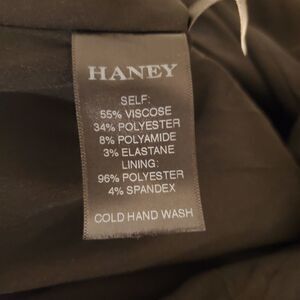 HANEY
SELF:
55% VISCOSE
34% POLYESTER
8% POLYAMIDE
3% ELASTANE
LINING:
96% POLYESTER
4% SPANDEX
COLD HAND WASH